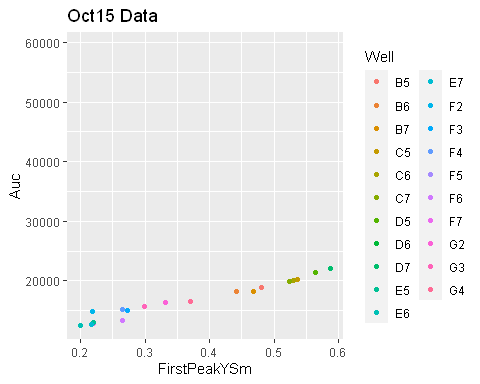 Oct15 Data
60000
50000
40000
30000
20000
Auc
0.2 0.3 0.4 0.5 0.6
FirstPeakYSm
Well
B5 E7
B6 F2
B7 F3
C5 F4
C6 F5
C7 F6
D5 F7
D6 G2
D7 G3
E5 G4
E6